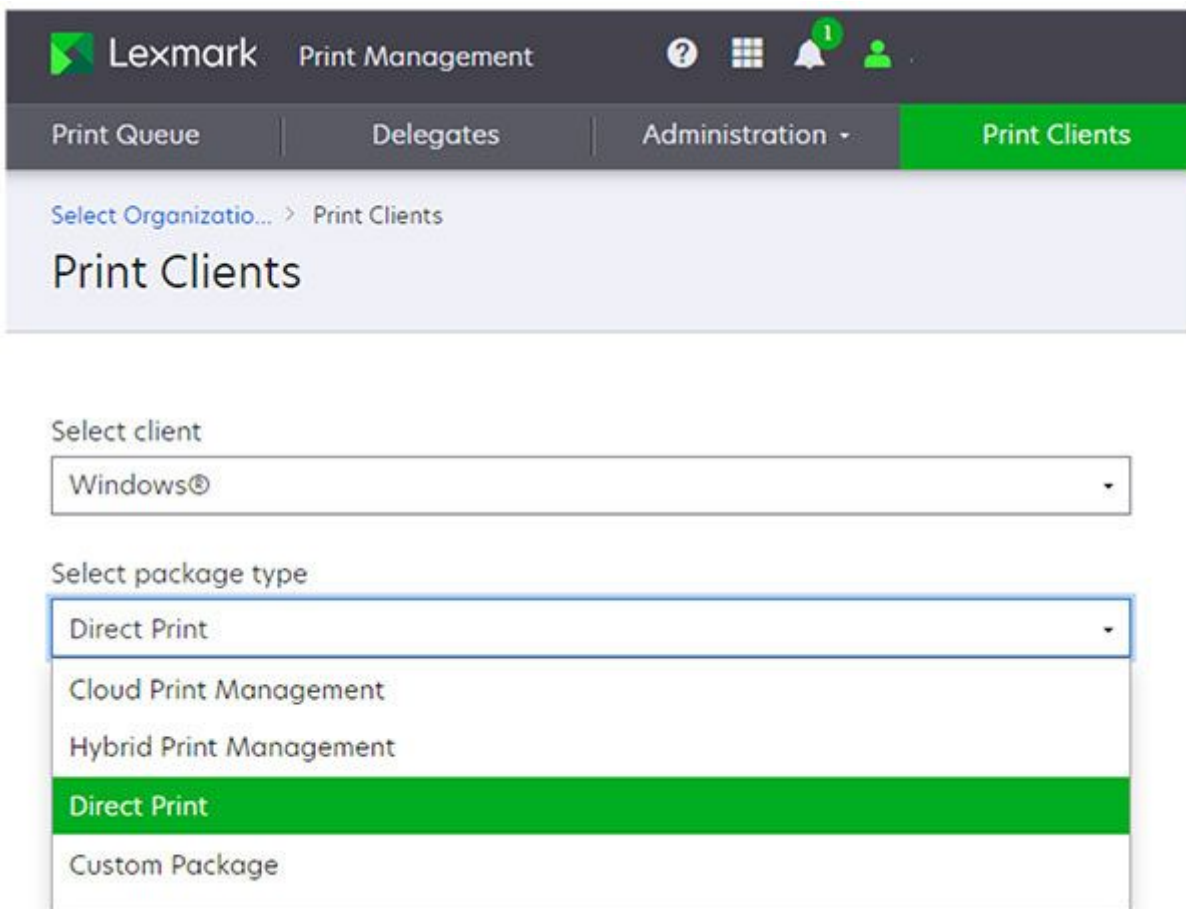 Lexmark Print Management 1
Print Queue Delegates Administration Print Clients
Select Organizatio... > Print Clients
Print Clients
Select client
Windows®
Select package type
Direct Print
Cloud Print Management
Hybrid Print Management
Direct Print
Custom Package